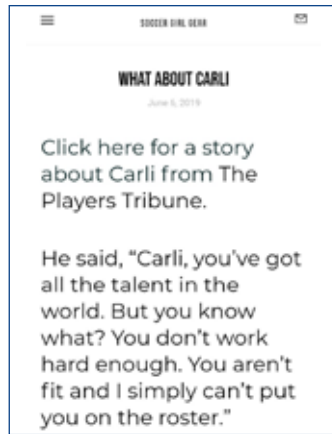 SOCCER GIRL GEAR
WHAT ABOUT CARLI
June 5, 2019
Click here for a story
about Carli from The
Players Tribune.
He said, “Carli, you’ve got
all the talent in the
world. But you know
what? You don’t work
hard enough. You aren’t
fit and I simply can’t put
you on the roster.”